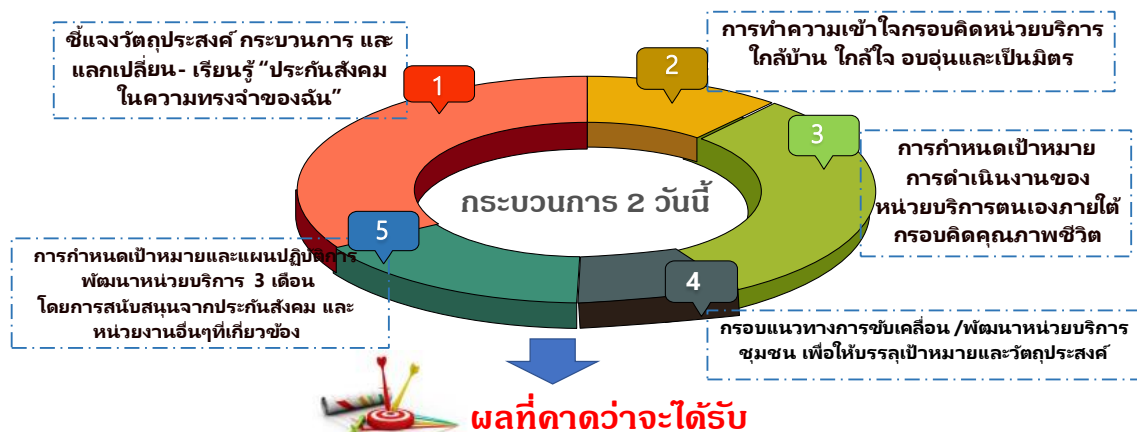 ชี้แจงวัตถุประสงค์ กระบวนการ และ
แลกเปลี่ยน- เรียนรู้ “ประกันสังคม
ในความทรงจำของฉัน”
1
2
การทำความเข้าใจกรอบคิดหน่วยบริการ
ใกล้บ้าน ใกล้ใจ อบอุ่นและเป็นมิตร
3
การกำหนดเป้าหมาย
การดำเนินงานของ
หน่วยบริการตนเองภายใต้
กรอบคิดคุณภาพชีวิต
กระบวนการ 2 วันนี้
5
การกำหนดเป้าหมายและแผนปฏิบัติการ
พัฒนาหน่วยบริการ 3 เดือน
โดยการสนับสนุนจากประกันสังคม และ
หน่วยงานอื่นๆที่เกี่ยวข้อง
4
กรอบแนวทางการขับเคลื่อน /พัฒนาหน่วยบริการ
ชุมชน เพื่อให้บรรลุเป้าหมายและวัตถุประสงค์
ผลที่คาดว่าจะได้รับ